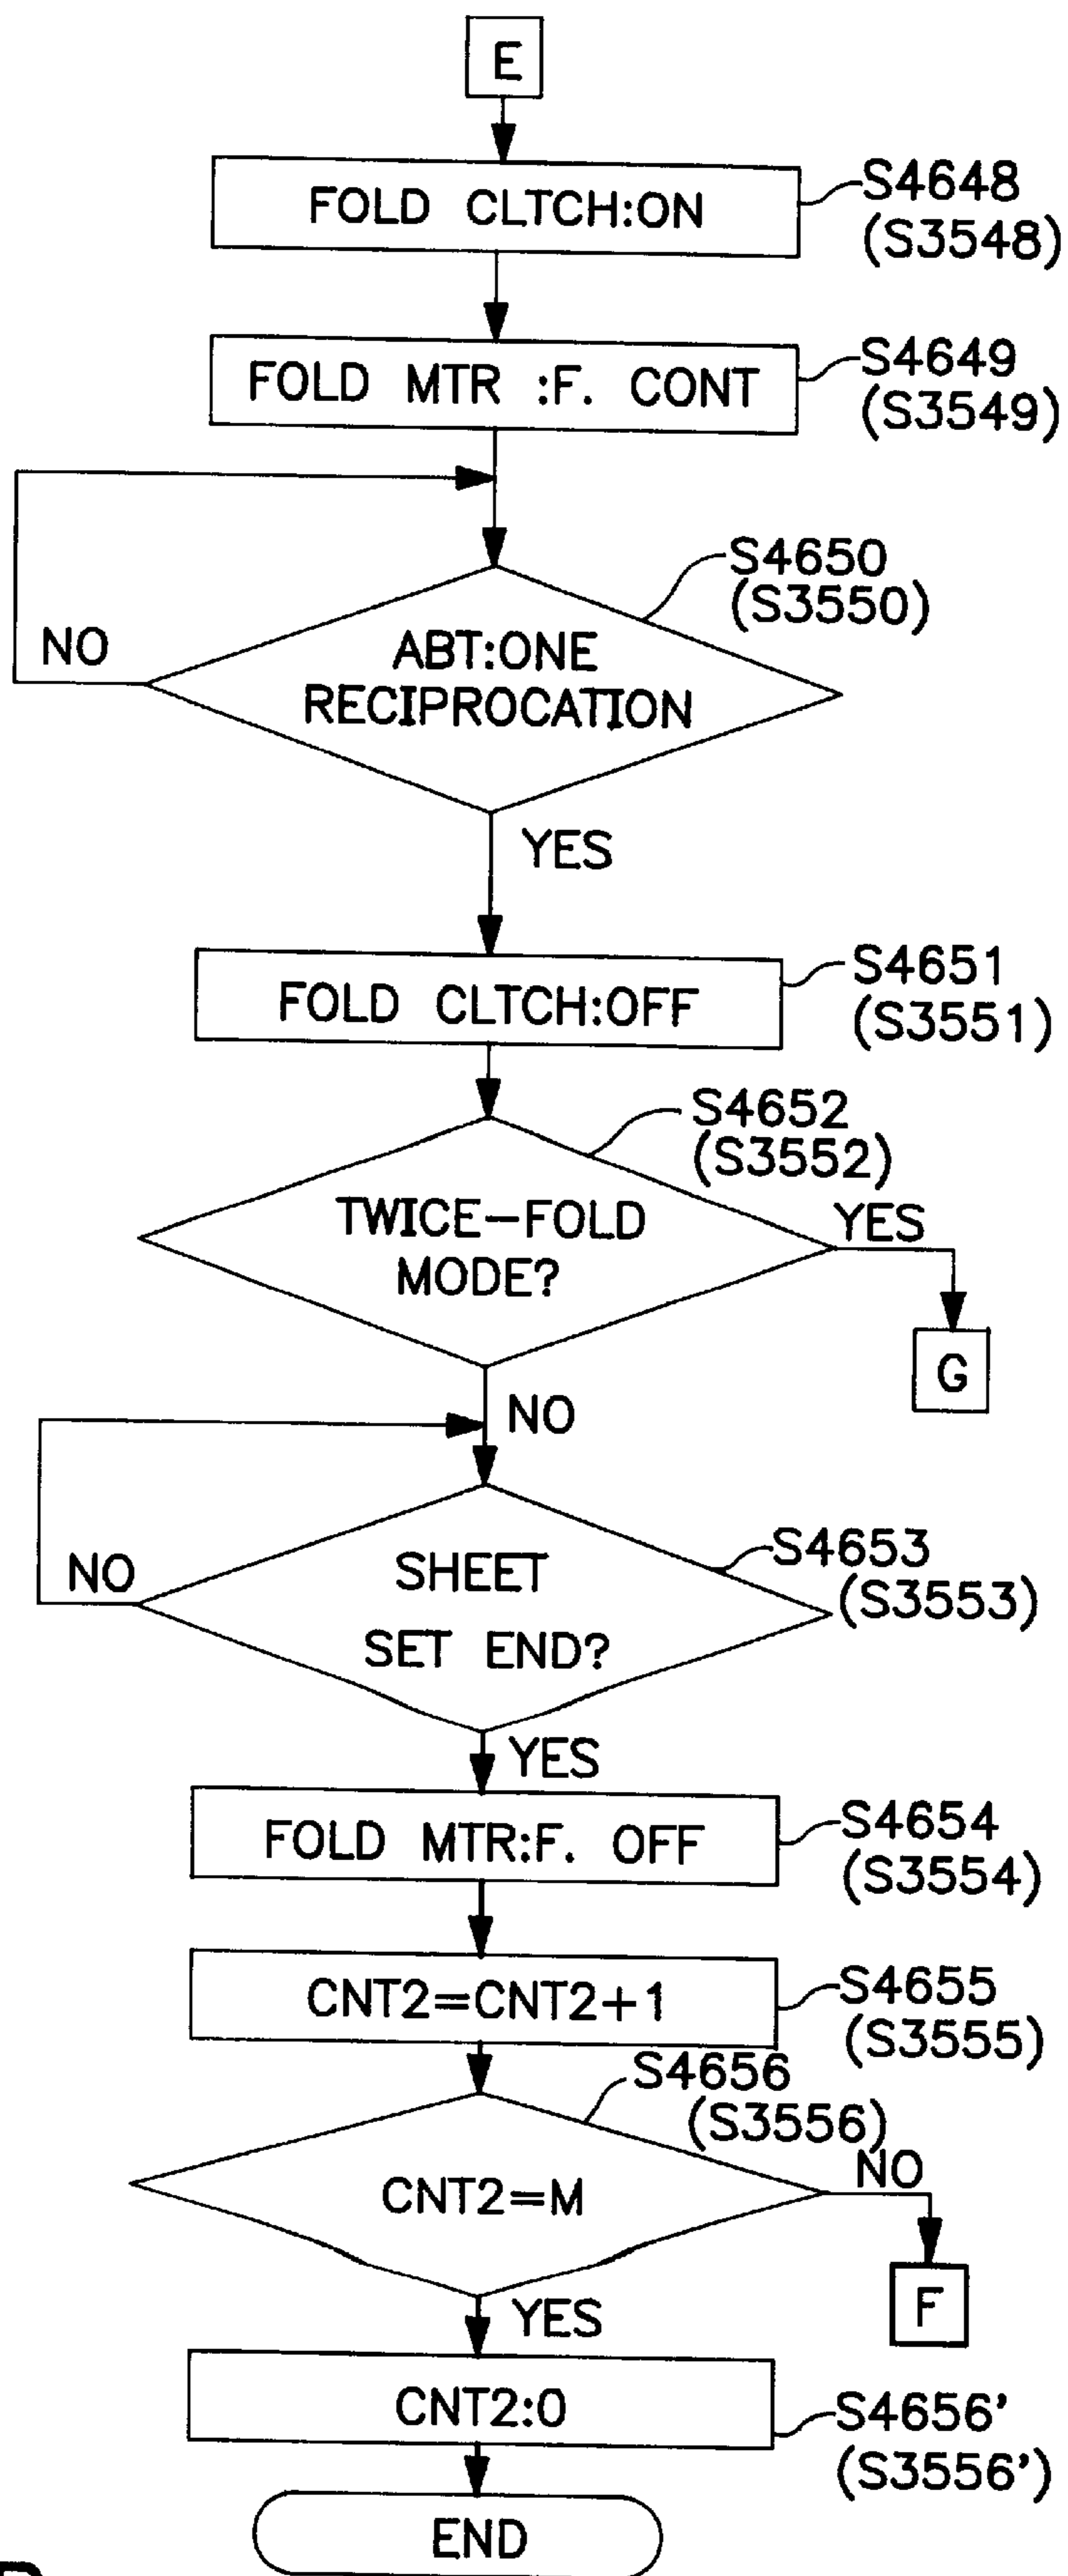 E
FOLD CLTCH:ON
S4648
(S3548)
FOLD MTR :F. CONT
S4649
(S3549)
S4650
(S3550)
NO
ABT:ONE
RECIPROCATION
YES
FOLD CLTCH:OFF
S4651
(S3551)
S4652
(S3552)
TWICE-FOLD
MODE?
YES
G
NO
SHEET
SET END?
NO
S4653
(S3553)
YES
FOLD MTR:F. OFF
S4654
(S3554)
CNT2=CNT2+1
S4655
(S3555)
S4656
(S3556)
CNT2=M
NO
F
YES
CNT2:0
S4656'
(S3556')
END